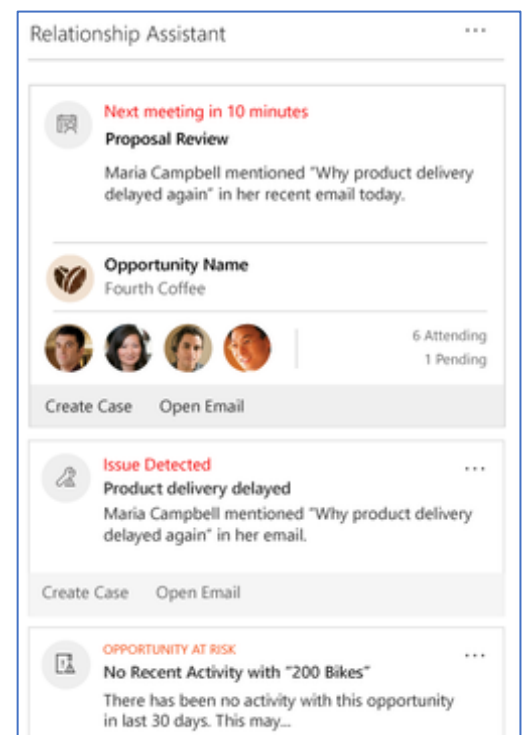 Relationship Assistant
Next meeting in 10 minutes
Proposal Review
Maria Campbell mentioned "Why product delivery
delayed again" in her recent email today.
Opportunity Name
Fourth Coffee
6 Attending
1 Pending
Create Case Open Email
Issue Detected
Product delivery delayed
Maria Campbell mentioned "Why product delivery
delayed again" in her email.
Create Case Open Email
OPPORTUNITY AT RISK
No Recent Activity with "200 Bikes"
There has been no activity with this opportunity
in last 30 days. This may...